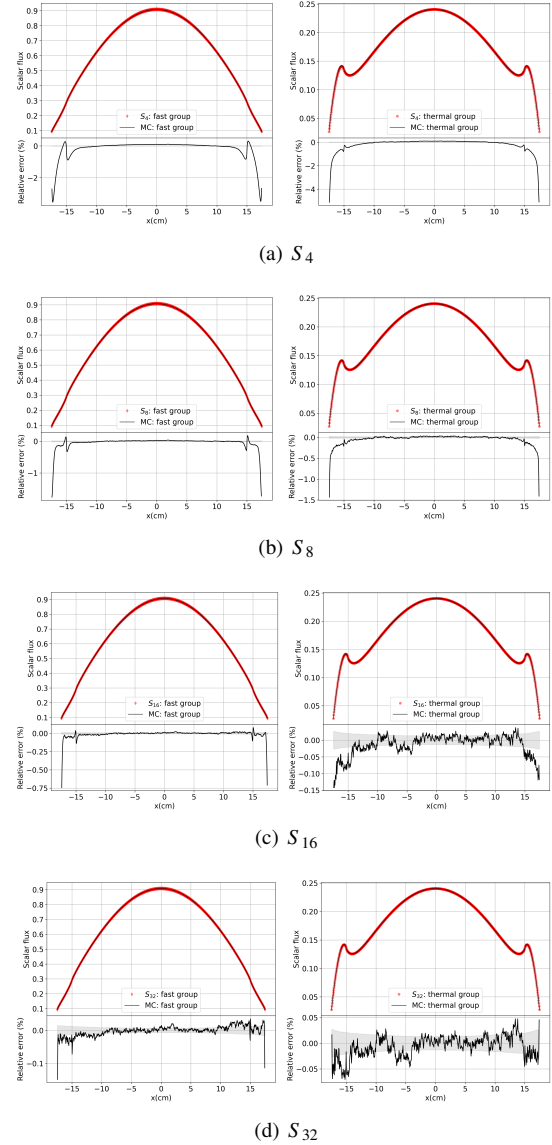 0.9
0.8
0.7
0.6
0.5
0.4
0.3
0.2
0.1
Scalar flux
S4: fast group
MC: fast group
0
−2
Relative error (%)
−15 −10 −5 0 5 10 15
x(cm)
0.25
0.20
0.15
0.10
0.05
Scalar flux
S4: thermal group
MC: thermal group
0
−2
−4
Relative error (%)
−15 −10 −5 0 5 10 15
x(cm)
(a) S4
0.9
0.8
0.7
0.6
0.5
0.4
0.3
0.2
0.1
Scalar flux
S8: fast group
MC: fast group
0
−1
Relative error (%)
−15 −10 −5 0 5 10 15
x(cm)
0.25
0.20
0.15
0.10
0.05
Scalar flux
S8: thermal group
MC: thermal group
0.0
−0.5
−1.0
−1.5
Relative error (%)
−15 −10 −5 0 5 10 15
x(cm)
(b) S8
0.9
0.8
0.7
0.6
0.5
0.4
0.3
0.2
0.1
Scalar flux
S16: fast group
MC: fast group
0.00
−0.25
−0.50
−0.75
Relative error (%)
−15 −10 −5 0 5 10 15
x(cm)
0.25
0.20
0.15
0.10
0.05
Scalar flux
S16: thermal group
MC: thermal group
0.00
−0.05
−0.10
−0.15
Relative error (%)
−15 −10 −5 0 5 10 15
x(cm)
(c) S16
0.9
0.8
0.7
0.6
0.5
0.4
0.3
0.2
0.1
Scalar flux
S32: fast group
MC: fast group
0.0
−0.1
Relative error (%)
−15 −10 −5 0 5 10 15
x(cm)
0.25
0.20
0.15
0.10
0.05
Scalar flux
S32: thermal group
MC: thermal group
0.05
0.00
−0.05
Relative error (%)
−15 −10 −5 0 5 10 15
x(cm)
(d) S32